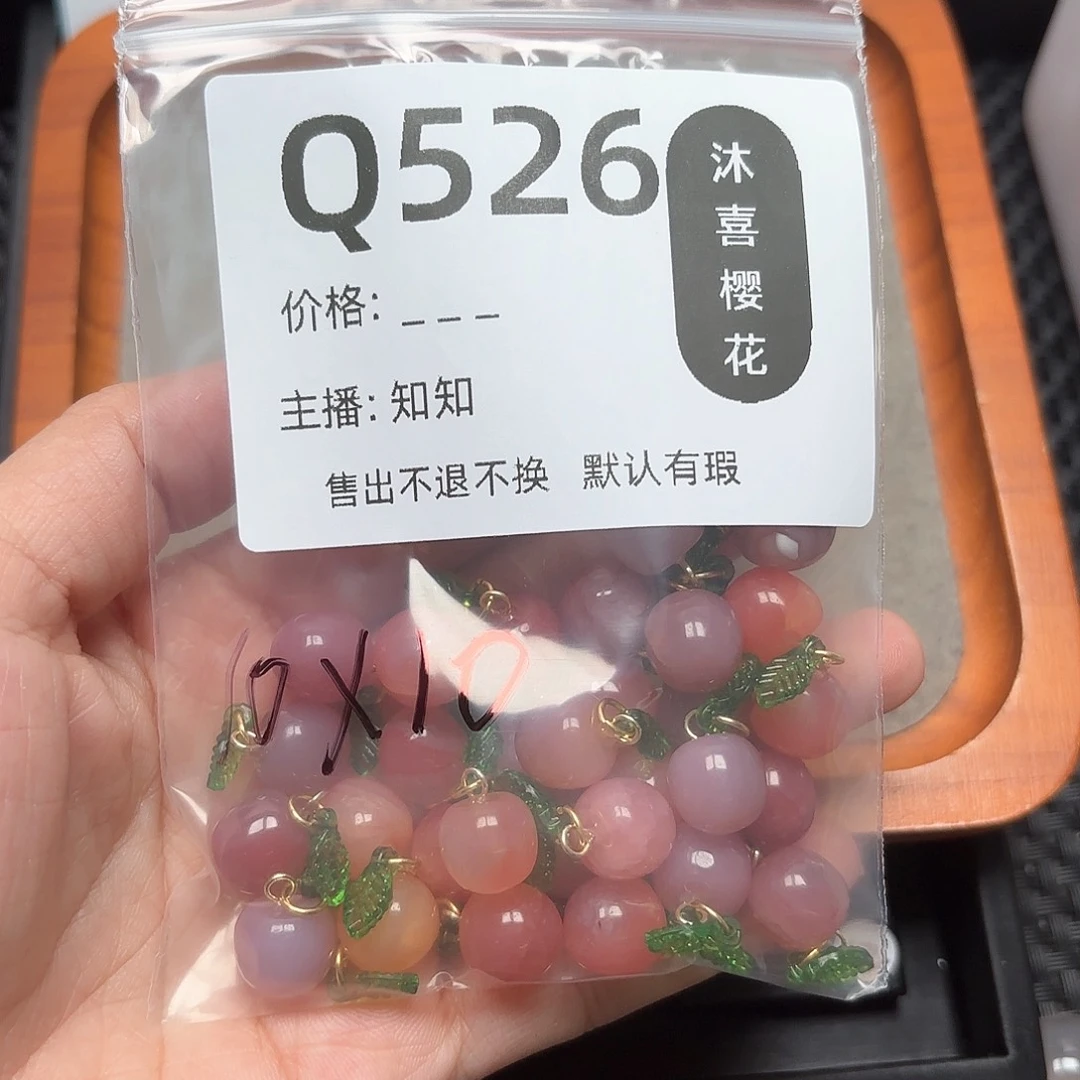 Q526
沐喜樱花
价格: _ _ _
主播: 知知
售出不退不换 默认有瑕
10X10